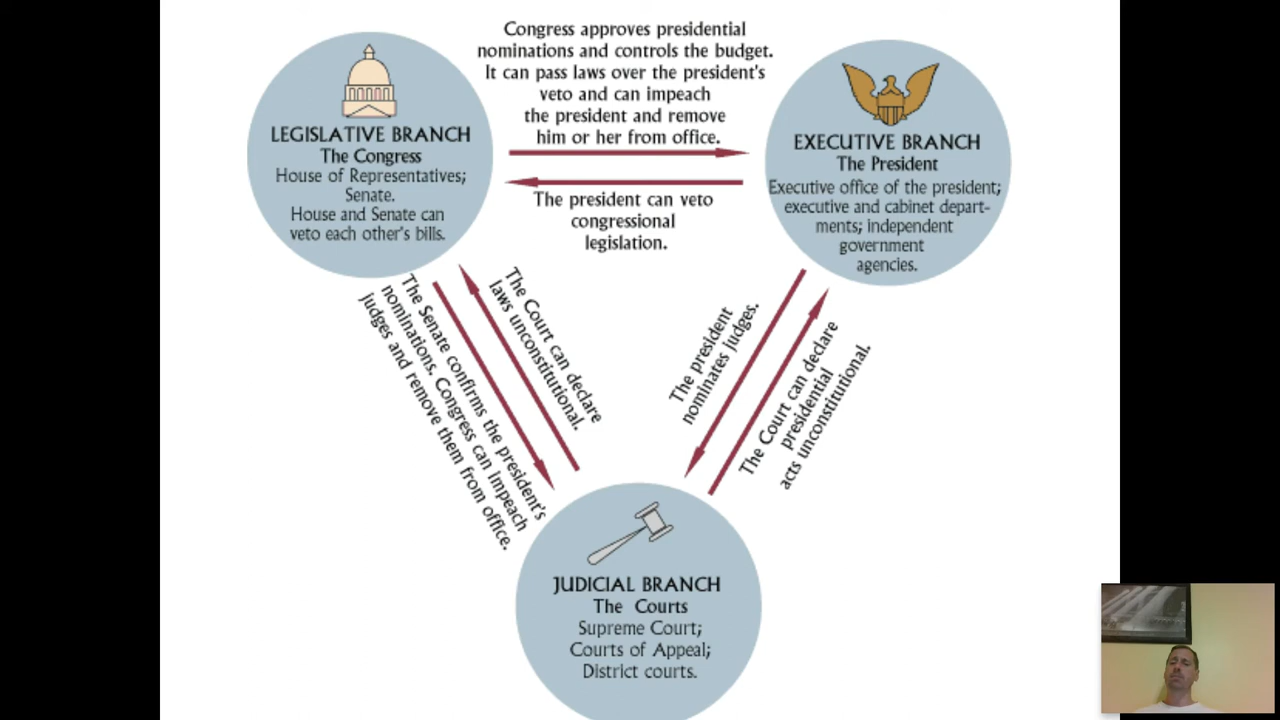 Congress approves presidential
nominations and controls the budget.
It can pass laws over the president's
veto and can impeach
the president and remove
him or her from office.
LEGISLATIVE BRANCH
The Congress
House of Representatives;
Senate.
House and Senate can
veto each other's bills.
EXECUTIVE BRANCH
The President
Executive office of the president;
executive and cabinet depart-
ments; independent
government
agencies.
The president can veto
congressional
legislation.
The Senate confirms the president's
nominations. Congress can impeach
judges and remove them from office.
The Court can declare
laws unconstitutional.
The president
nominates judges.
The Court can declare
presidential
acts unconstitutional.
JUDICIAL BRANCH
The Courts
Supreme Court;
Courts of Appeal;
District courts.